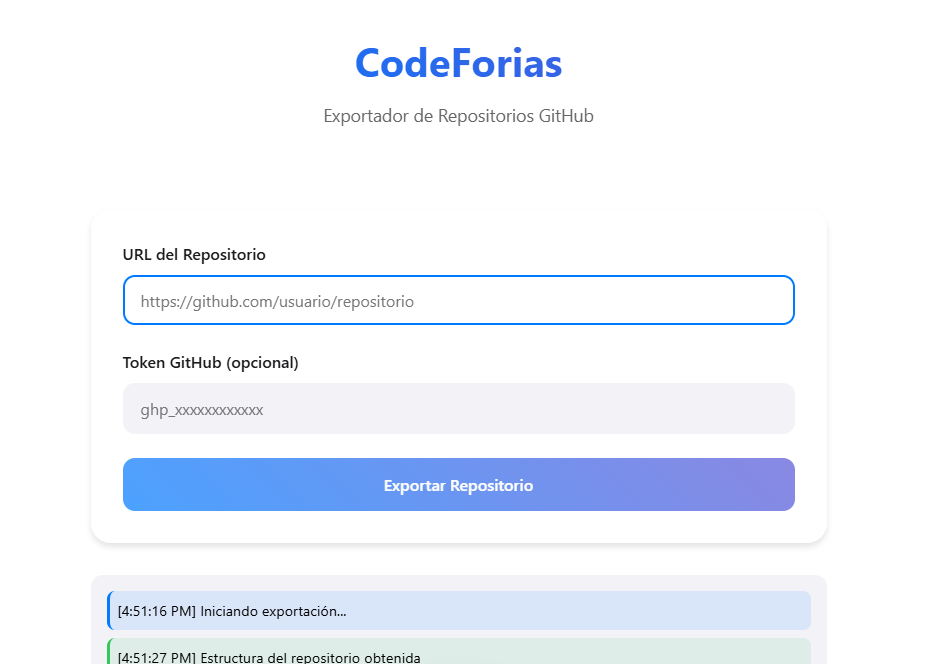 CodeForias
Exportador de Repositorios GitHub
URL del Repositorio
https://github.com/usuario/repositorio
Token GitHub (opcional)
ghp_xxxxxxxxxxxx
Exportar Repositorio
[4:51:16 PM] Iniciando exportación...
[4:51:27 PM] Estructura del repositorio obtenida